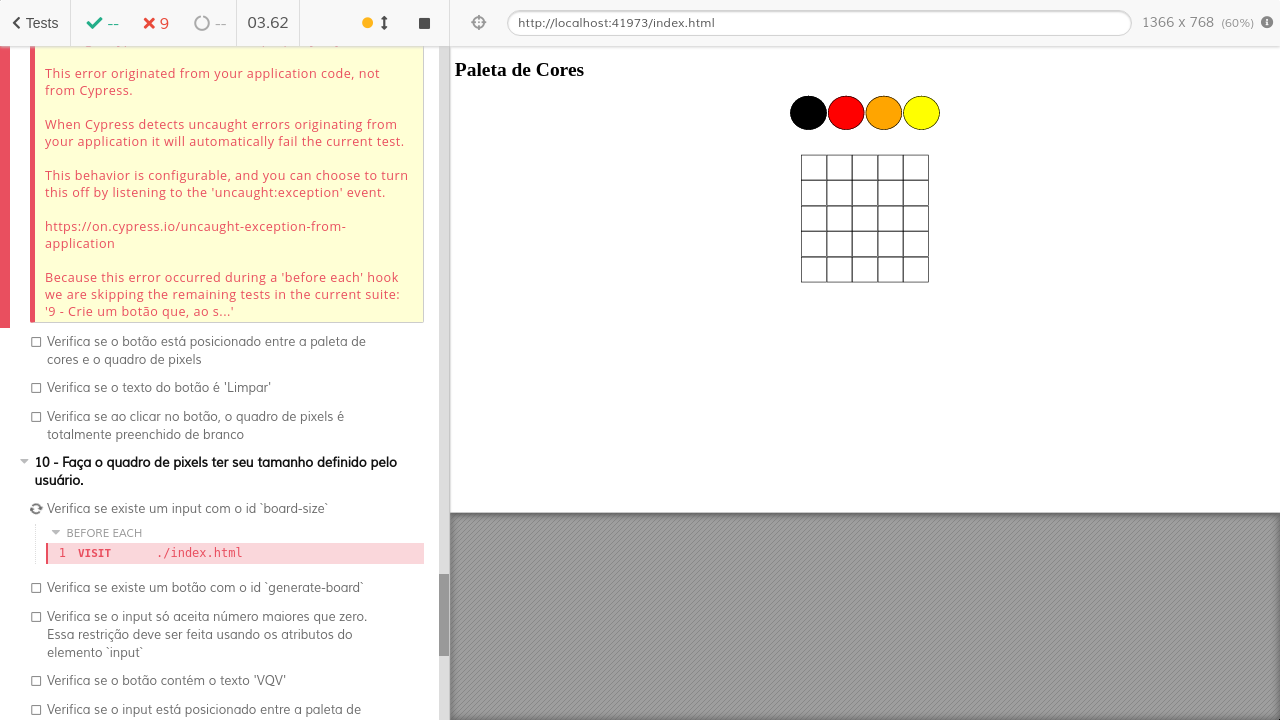 Tests
--
9
--
03.62
http://localhost:41973/index.html
1366 x 768 (60%)
This error originated from your application code, not
from Cypress.
When Cypress detects uncaught errors originating from
your application it will automatically fail the current test.
This behavior is configurable, and you can choose to turn
this off by listening to the 'uncaught:exception' event.
https://on.cypress.io/uncaught-exception-from-
application
Because this error occurred during a 'before each' hook
we are skipping the remaining tests in the current suite:
'9 - Crie um botão que, ao s...'
Verifica se o botão está posicionado entre a paleta de
cores e o quadro de pixels
Verifica se o texto do botão é 'Limpar'
Verifica se ao clicar no botão, o quadro de pixels é
totalmente preenchido de branco
10 - Faça o quadro de pixels ter seu tamanho definido pelo
usuário.
Verifica se existe um input com o id `board-size`
BEFORE EACH
1 VISIT ./index.html
Verifica se existe um botão com o id `generate-board`
Verifica se o input só aceita número maiores que zero.
Essa restrição deve ser feita usando os atributos do
elemento `input`
Verifica se o botão contém o texto 'VQV'
Verifica se o input está posicionado entre a paleta de
Paleta de Cores